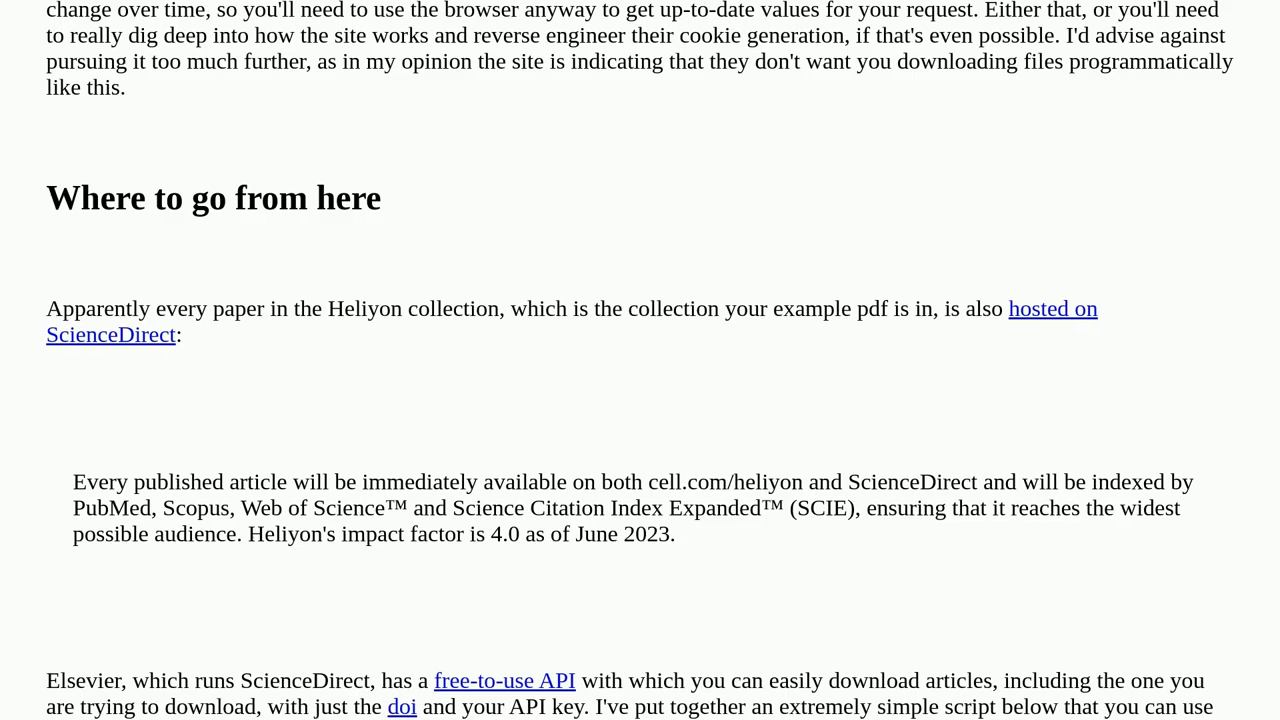 change over time, so you'll need to use the browser anyway to get up-to-date values for your request. Either that, or you'll need
to really dig deep into how the site works and reverse engineer their cookie generation, if that's even possible. I'd advise against
pursuing it too much further, as in my opinion the site is indicating that they don't want you downloading files programmatically
like this.
Where to go from here
Apparently every paper in the Heliyon collection, which is the collection your example pdf is in, is also hosted on
ScienceDirect:
Every published article will be immediately available on both cell.com/heliyon and ScienceDirect and will be indexed by
PubMed, Scopus, Web of Science™ and Science Citation Index Expanded™ (SCIE), ensuring that it reaches the widest
possible audience. Heliyon's impact factor is 4.0 as of June 2023.
Elsevier, which runs ScienceDirect, has a free-to-use API with which you can easily download articles, including the one you
are trying to download, with just the doi and your API key. I've put together an extremely simple script below that you can use